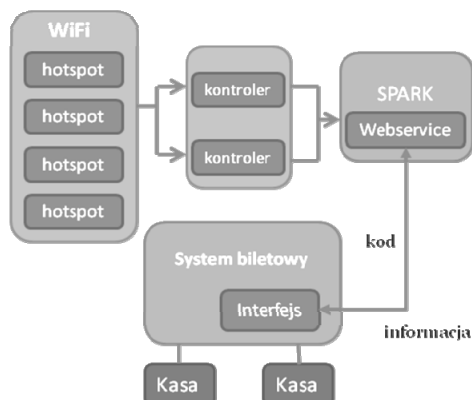 WiFi
hotspot
hotspot
hotspot
hotspot
kontroler
kontroler
SPARK
Webservice
kod
System biletowy
Interfejs
informacja
Kasa
Kasa